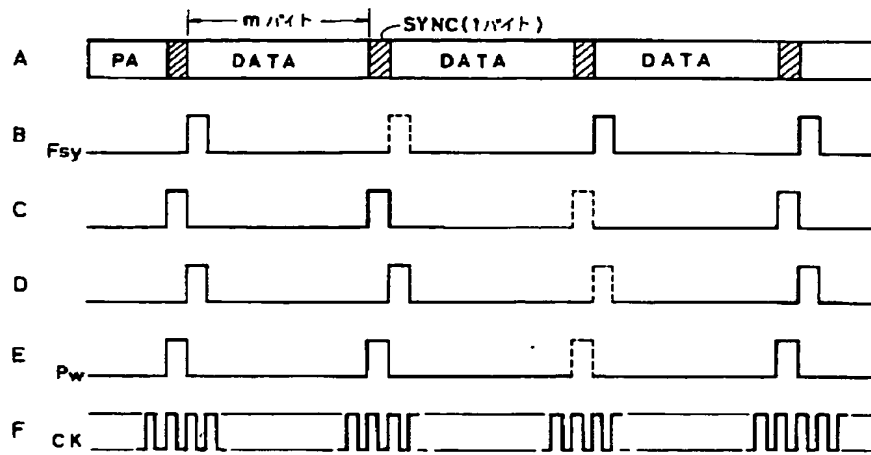 mバイト
SYNC(1バイト)
A PA DATA DATA DATA
B Fsy
C
D
E Pw
F CK